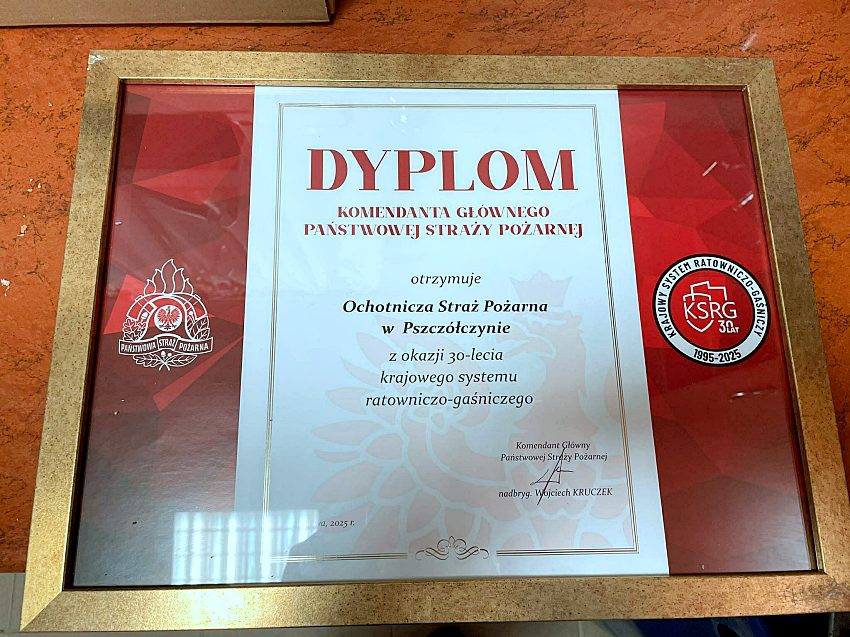 DYPLOM
KOMENDANTA GŁÓWNEGO
PAŃSTWOWEJ STRAŻY POŻARNEJ
otrzymuje
Ochotnicza Straż Pożarna
w Pszczółczynie
z okazji 30-lecia
krajowego systemu
ratowniczo-gaśniczego
Komendant Główny
Państwowej Straży Pożarnej
nadbryg. Wojciech KRUCZEK
2025 r.
PAŃSTWOWA STRAŻ POŻARNA
KRAJOWY SYSTEM RATOWNICZO-GAŚNICZY
KSRG
30 LAT
1995-2025